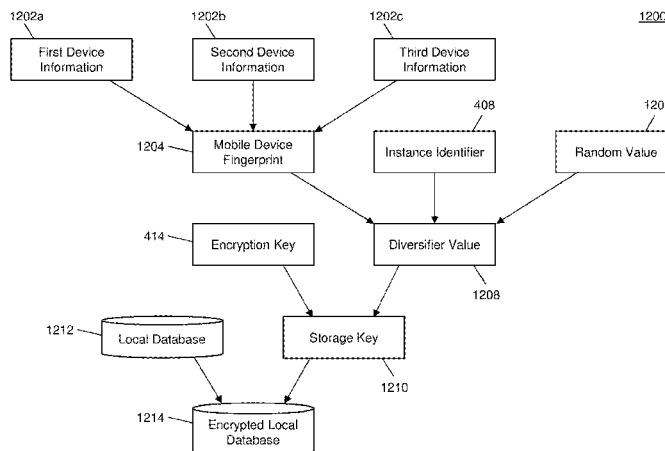 1202a
1202b
1202c
1200
First Device
Information
Second Device
Information
Third Device
Information
408
120
1204
Mobile Device
Fingerprint
Instance Identifier
Random Value
414
Encryption Key
Diversifier Value
1208
1212
Local Database
Storage Key
1210
1214
Encrypted Local
Database